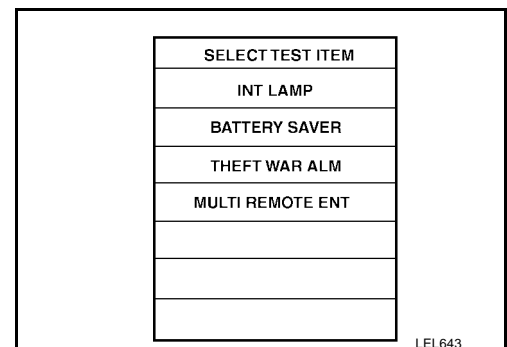 SELECT TEST ITEM
INT LAMP
BATTERY SAVER
THEFT WAR ALM
MULTI REMOTE ENT
LEL643